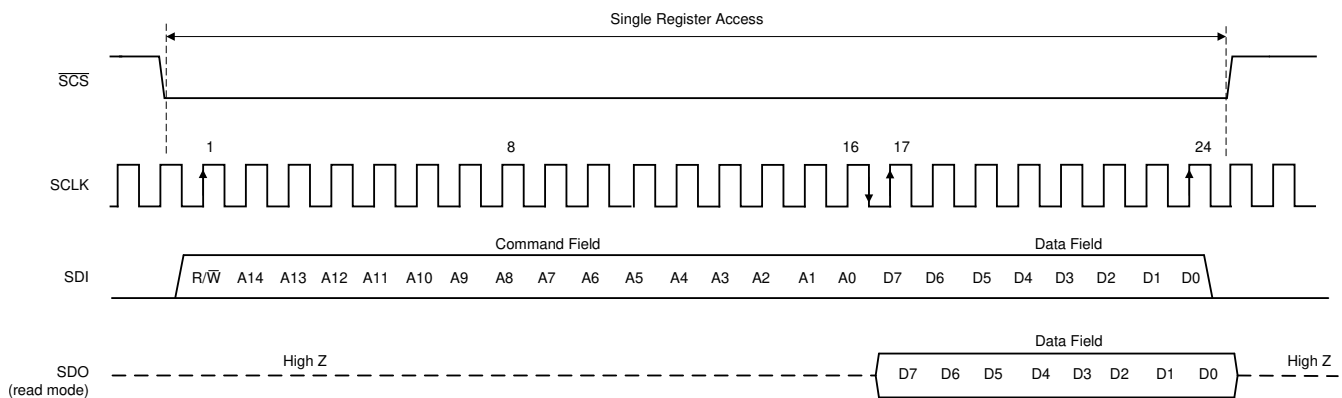 Single Register Access
SCS
1 8 16 17 24
SCLK
Command Field Data Field
SDI R/W A14 A13 A12 A11 A10 A9 A8 A7 A6 A5 A4 A3 A2 A1 A0 D7 D6 D5 D4 D3 D2 D1 D0
Data Field
SDO High Z D7 D6 D5 D4 D3 D2 D1 D0 High Z
(read mode)